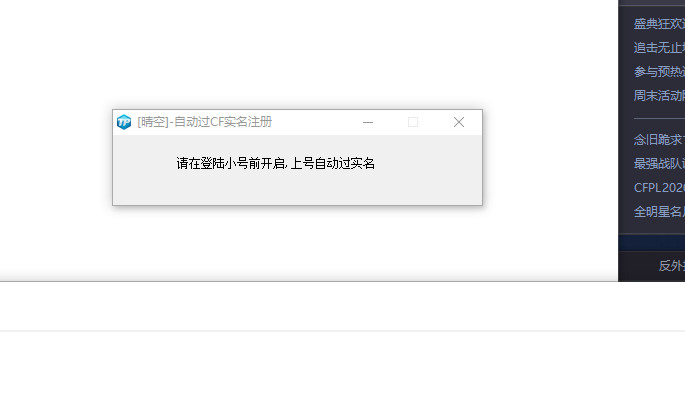 盛典狂欢
追击无止
[晴空]-自动过CF实名注册
参与预热
周末活动
请在登陆小号前开启,上号自动过实名
念旧跪求
最强战队
CFPL202
全明星名
反外